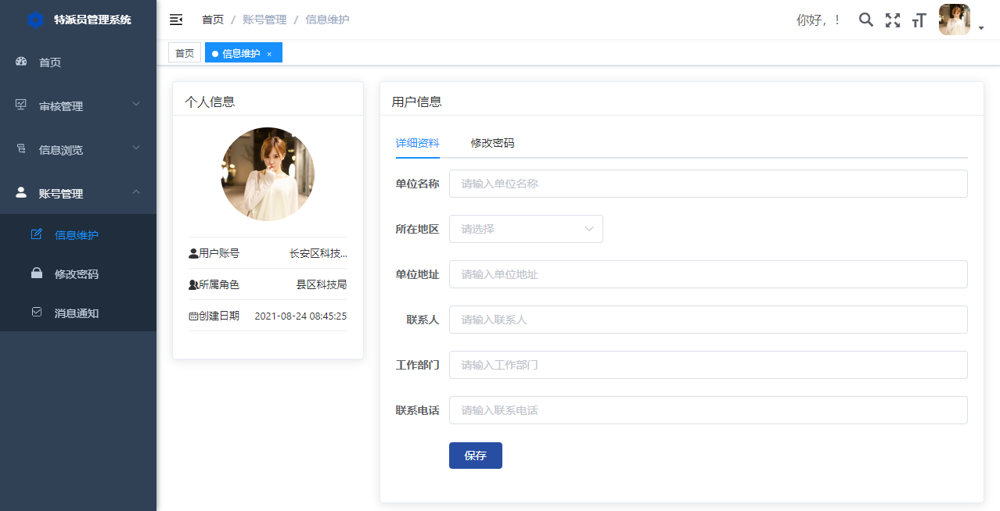 特派员管理系统
首页
审核管理
信息浏览
账号管理
信息维护
修改密码
消息通知
首页 / 账号管理 / 信息维护
你好，！
首页
信息维护 ×
个人信息
用户账号 长安区科技...
所属角色 县区科技局
创建日期 2021-08-24 08:45:25
用户信息
详细资料 修改密码
单位名称 请输入单位名称
所在地区 请选择
单位地址 请输入单位地址
联系人 请输入联系人
工作部门 请输入工作部门
联系电话 请输入联系电话
保存